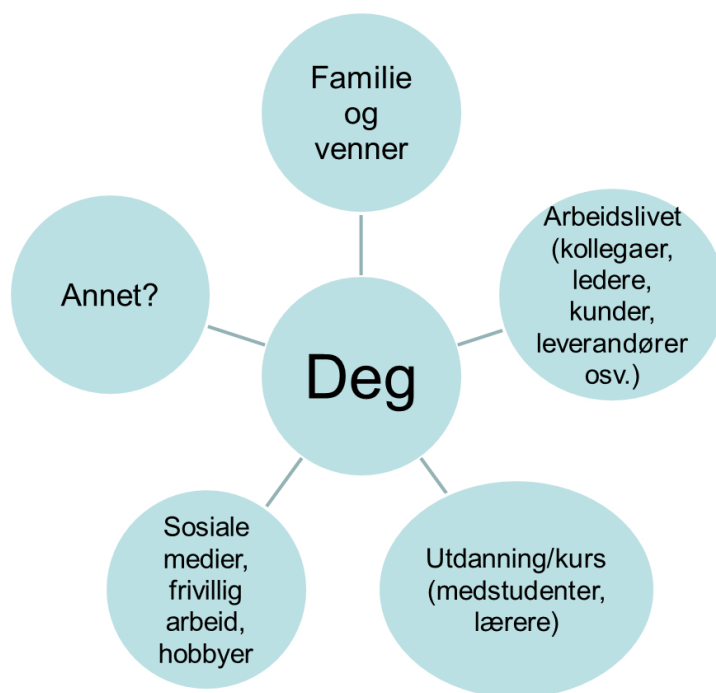 Familie
og
venner
Arbeidslivet
(kollegaer,
ledere,
kunder,
leverandører
osv.)
Annet?
Deg
Sosiale
medier,
frivillig
arbeid,
hobbyer
Utdanning/kurs
(medstudenter,
lærere)